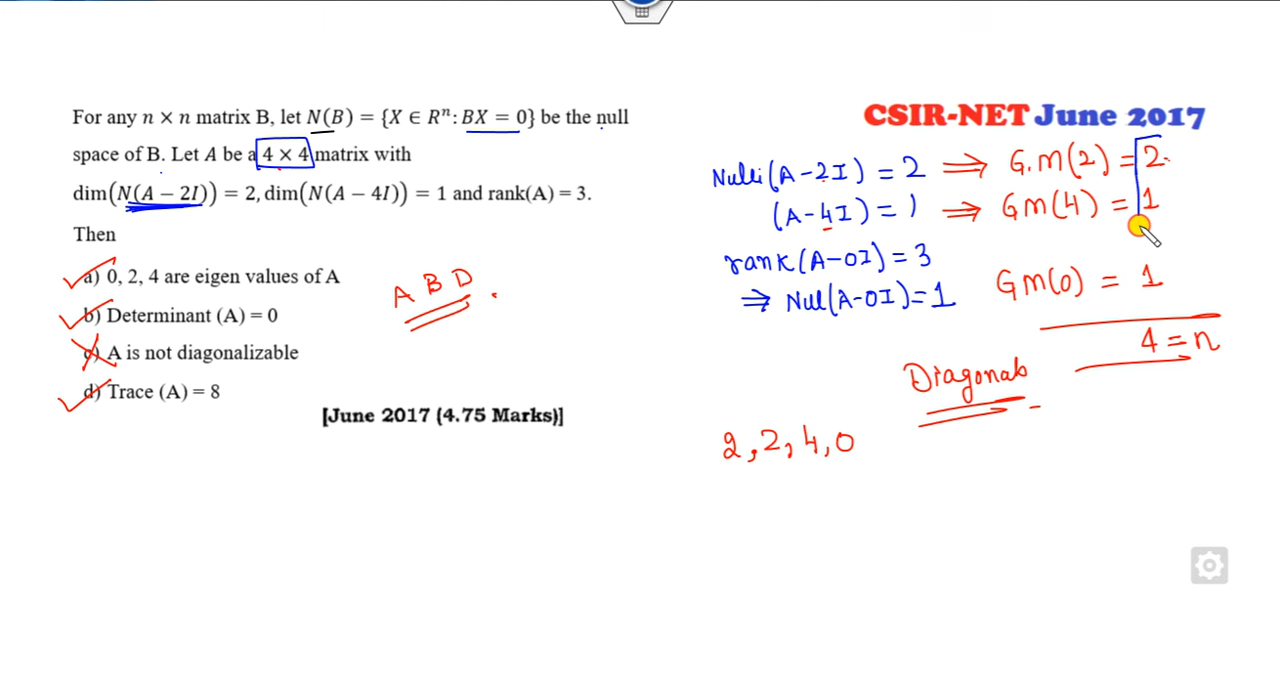 For any n × n matrix B, let N(B) = {X ∈ Rⁿ: BX = 0} be the null
space of B. Let A be a 4 × 4 matrix with
dim(N(A − 2I)) = 2, dim(N(A − 4I)) = 1 and rank(A) = 3.
Then
a) 0, 2, 4 are eigen values of A
b) Determinant (A) = 0
c) A is not diagonalizable
d) Trace (A) = 8
[June 2017 (4.75 Marks)]
A B D .
CSIR-NET June 2017
Nulli(A-2I) = 2 ⟹ G.M(2) = 2
(A-4I) = 1 ⟹ GM(4) = 1
rank(A-0I) = 3
⟹ Nul(A-0I) = 1 GM(0) = 1
4 = n
Diagonab
2, 2, 4, 0